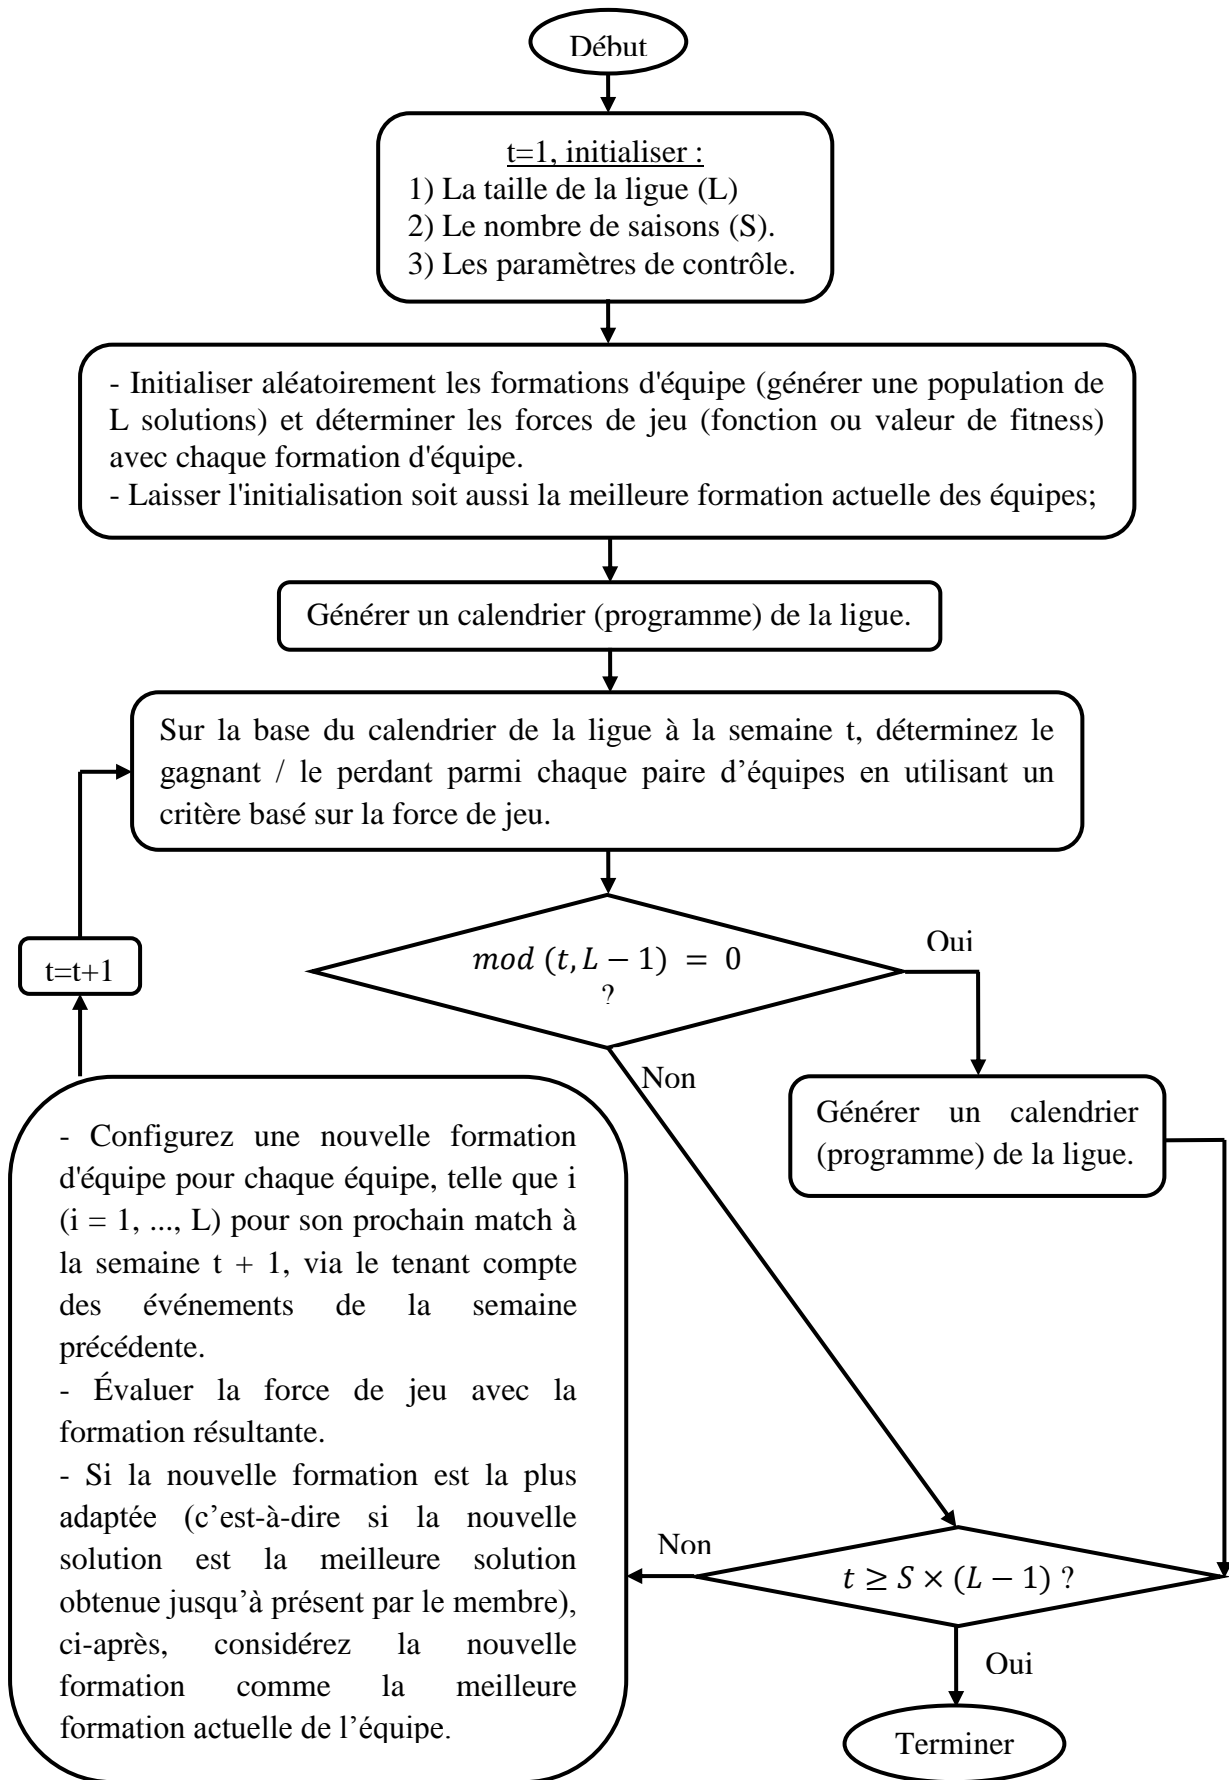 Début
t=1, initialiser :
1) La taille de la ligue (L)
2) Le nombre de saisons (S).
3) Les paramètres de contrôle.
- Initialiser aléatoirement les formations d'équipe (générer une population de
L solutions) et déterminer les forces de jeu (fonction ou valeur de fitness)
avec chaque formation d'équipe.
- Laisser l'initialisation soit aussi la meilleure formation actuelle des équipes;
Générer un calendrier (programme) de la ligue.
Sur la base du calendrier de la ligue à la semaine t, déterminez le
gagnant / le perdant parmi chaque paire d’équipes en utilisant un
critère basé sur la force de jeu.
t=t+1
mod (t, L − 1) = 0
?
Oui
Non
Générer un calendrier
(programme) de la ligue.
- Configurez une nouvelle formation
d'équipe pour chaque équipe, telle que i
(i = 1, ..., L) pour son prochain match à
la semaine t + 1, via le tenant compte
des événements de la semaine
précédente.
- Évaluer la force de jeu avec la
formation résultante.
- Si la nouvelle formation est la plus
adaptée (c’est-à-dire si la nouvelle
solution est la meilleure solution
obtenue jusqu’à présent par le membre),
ci-après, considérez la nouvelle
formation comme la meilleure
formation actuelle de l’équipe.
Non
t ≥ S × (L − 1) ?
Oui
Terminer